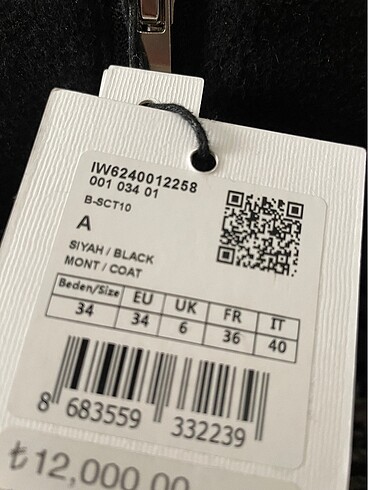 IW6240012258
001 034 01
B-SCT10
A
SIYAH / BLACK
MONT / COAT
Beden/Size EU UK FR IT
34 34 6 36 40
8 683559 332239
₺12,000.00